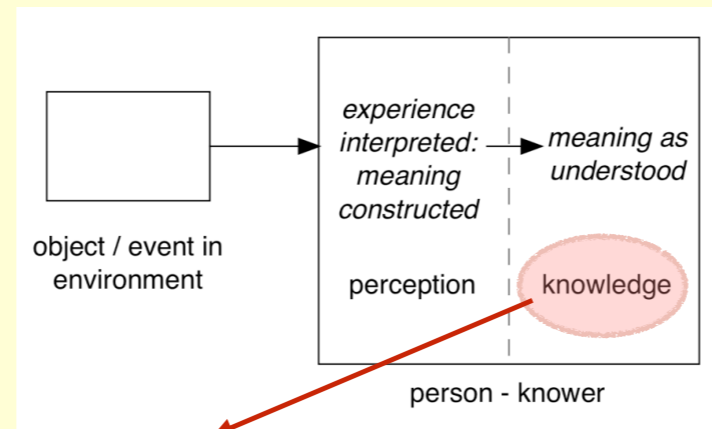 experience
interpreted:
meaning
constructed
meaning as
understood
object / event in
environment
perception
knowledge
person - knower